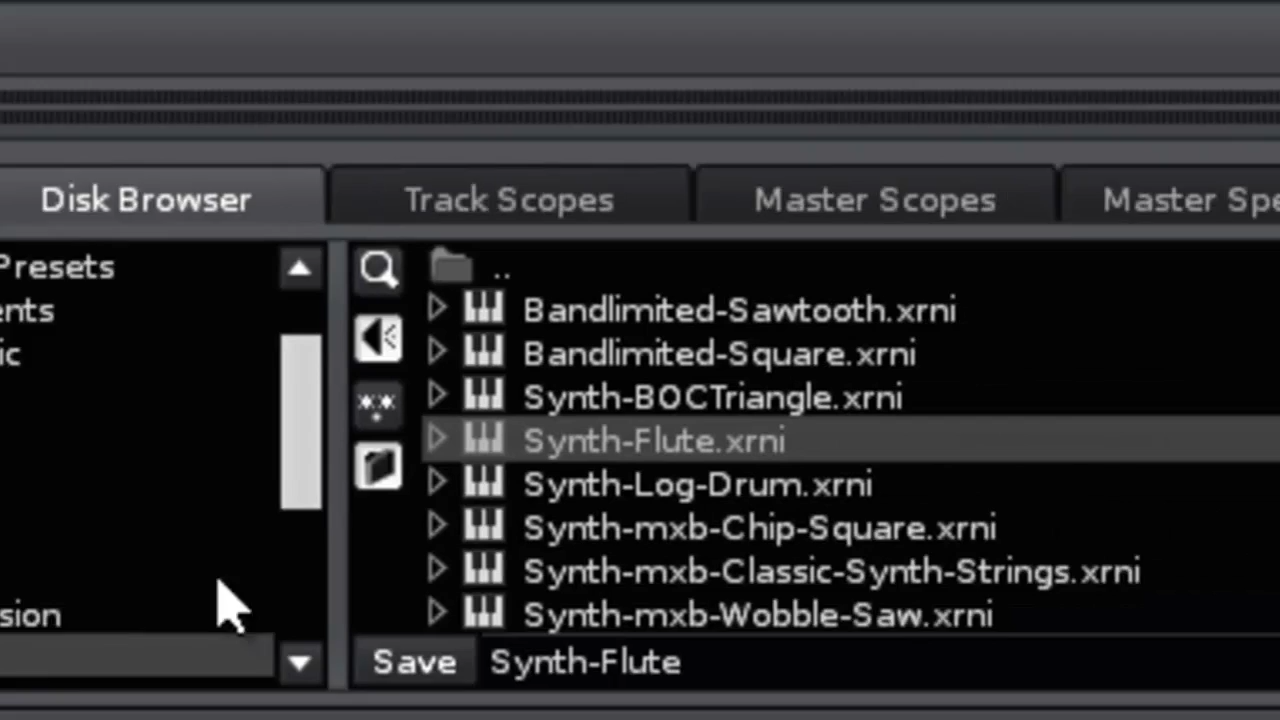 Disk Browser Track Scopes Master Scopes Master Spe
Presets
ents
ic
sion
..
Bandlimited-Sawtooth.xrni
Bandlimited-Square.xrni
Synth-BOCTriangle.xrni
Synth-Flute.xrni
Synth-Log-Drum.xrni
Synth-mxb-Chip-Square.xrni
Synth-mxb-Classic-Synth-Strings.xrni
Synth-mxb-Wobble-Saw.xrni
Save Synth-Flute